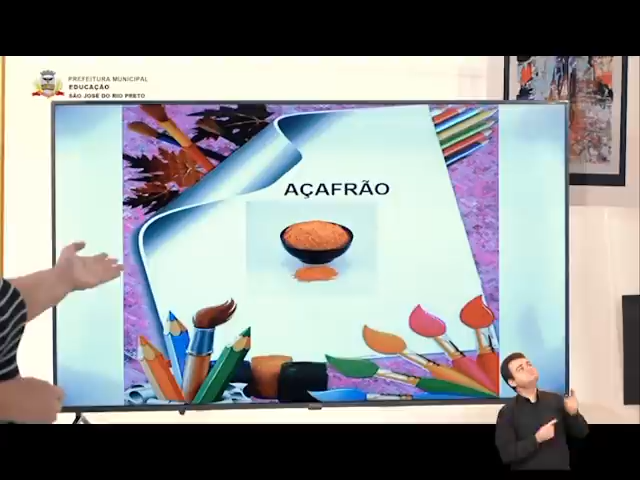 PREFEITURA MUNICIPAL
EDUCAÇÃO
SÃO JOSÉ DO RIO PRETO
AÇAFRÃO